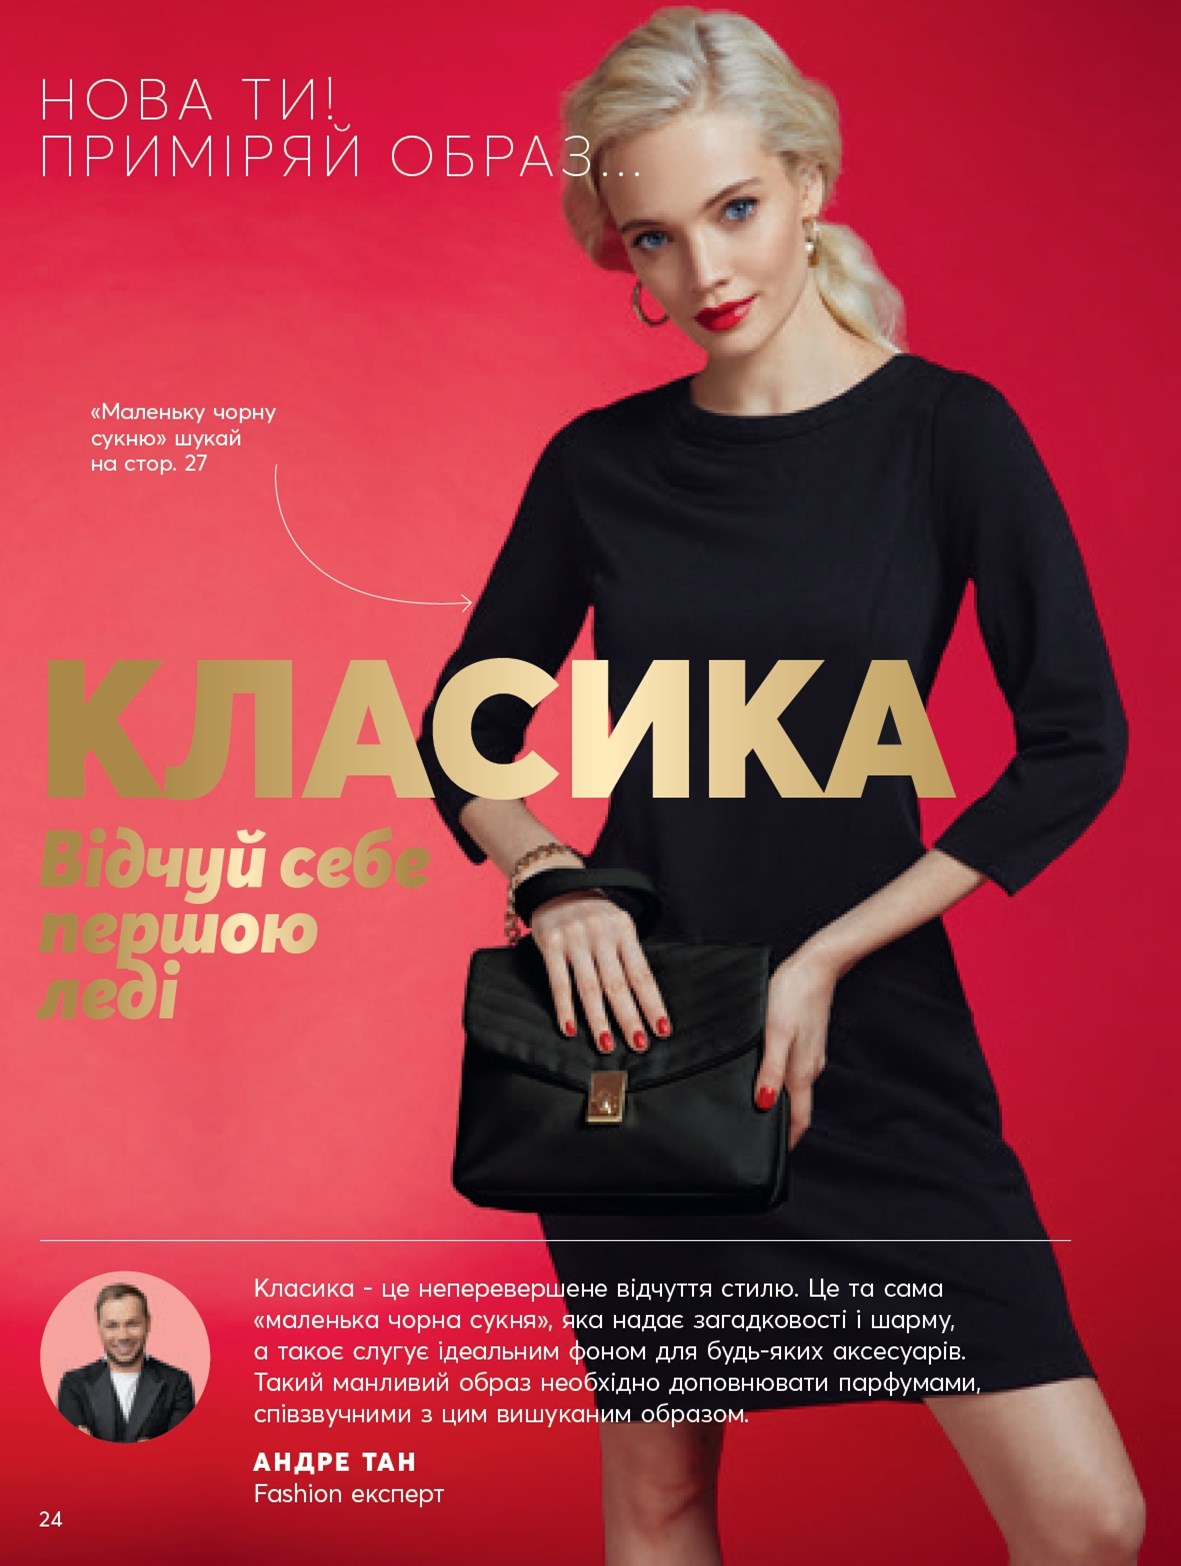 НОВА ТИ!
ПРИМІРЯЙ ОБРАЗ...
«Маленьку чорну
сукню» шукай
на стор. 27
КЛАСИКА
Відчуй себе
першою
леді
Класика - це неперевершене відчуття стилю. Це та сама
«маленька чорна сукня», яка надає загадковості і шарму,
а такоє слугує ідеальним фоном для будь-яких аксесуарів.
Такий манливий образ необхідно доповнювати парфумами,
співзвучними з цим вишуканим образом.
АНДРЕ ТАН
Fashion експерт
24